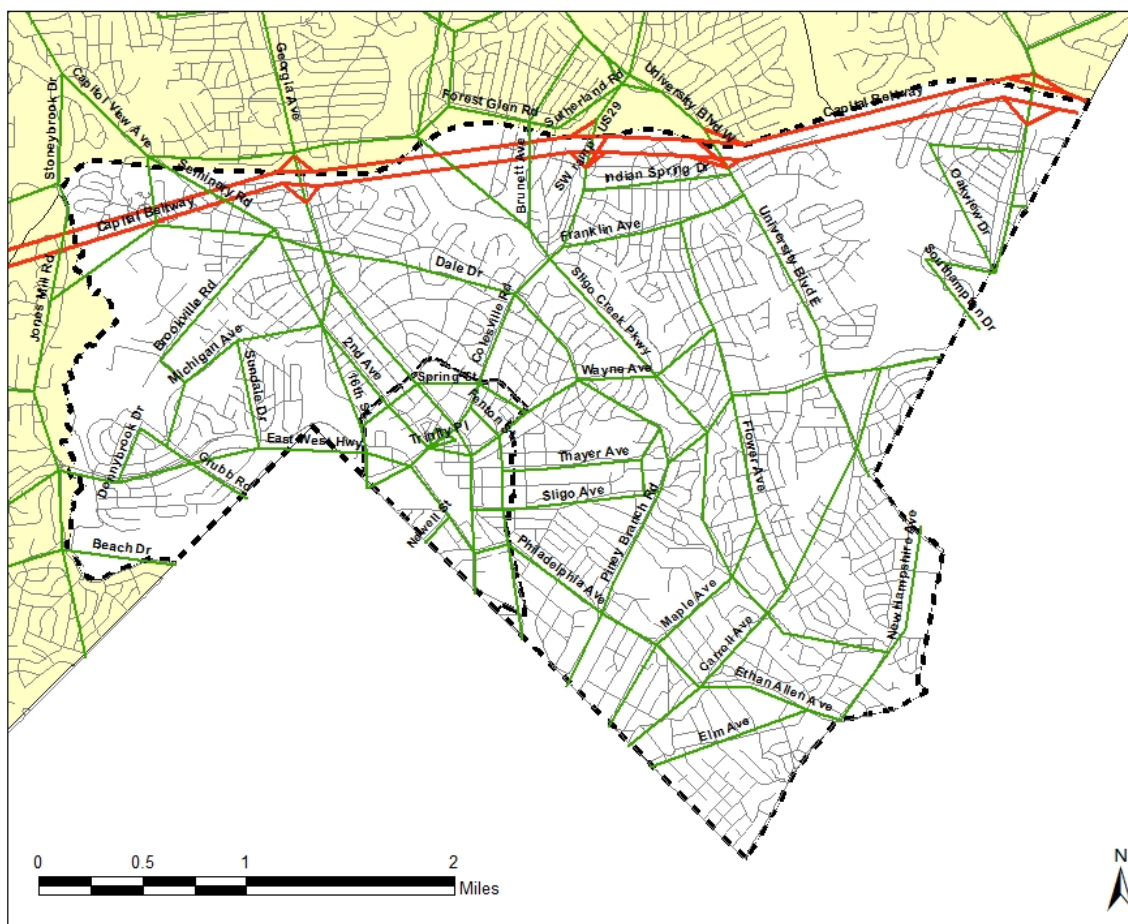 Georgia Ave
Capitol View Ave
Stoneybrook Dr
University Blvd W
Sutherland Rd
Forest Glen Rd
Capital Beltway
US29
SW
Brunett Ave
Indian Spring Dr
Seminary Rd
Oakview Dr
Capital Beltway
Franklin Ave
University Blvd E
Southampton Dr
Jones Mill Rd
Dale Dr
Sligo Creek Pkwy
Brookville Rd
Colesville Rd
Michigan Ave
2nd Ave
Sundale Dr
16th St
Spring St
Wayne Ave
Fenton S
Trinity Pl
Donnybrook Dr
East West Hwy
Grubb Rd
Thayer Ave
Flower Ave
Sligo Ave
Newell St
Piney Branch Rd
Beach Dr
Philadelphia Ave
Maple Ave
New Hampshire Ave
Carroll Ave
Ethan Allen Ave
Elm Ave
0 0.5 1 2
Miles
N